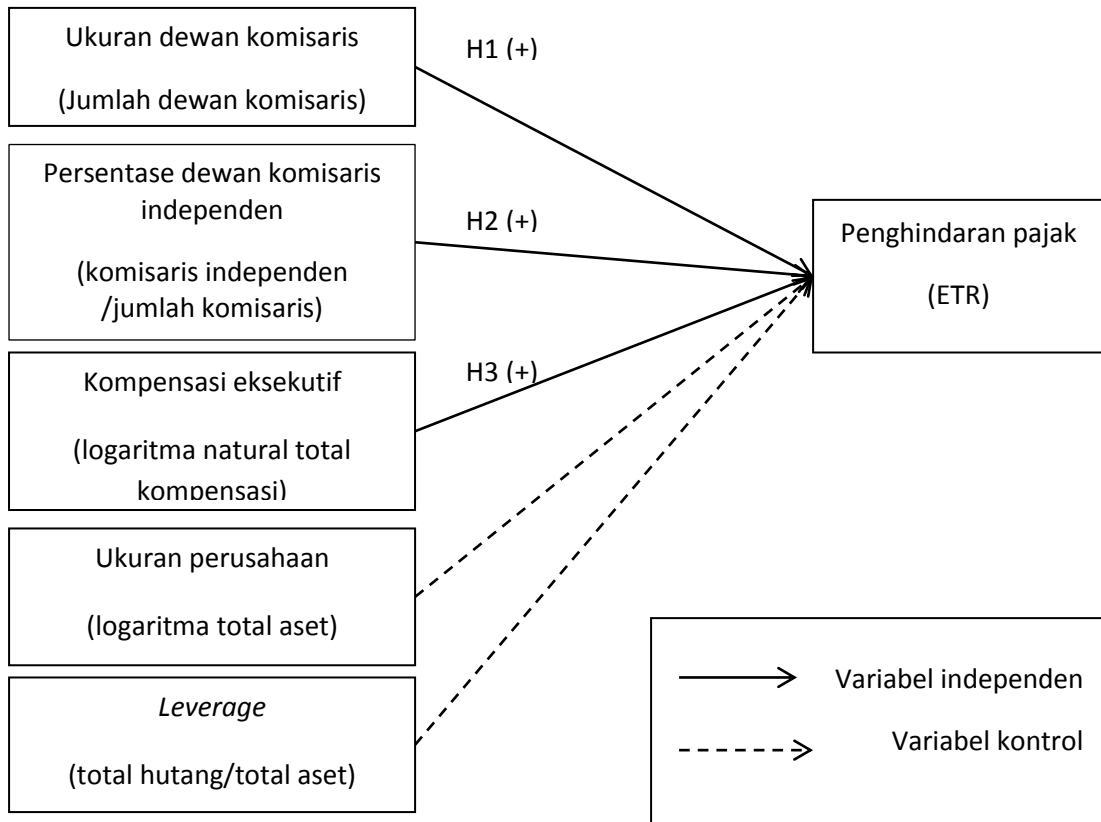 Ukuran dewan komisaris
(Jumlah dewan komisaris)
H1 (+)
Persentase dewan komisaris
independen
(komisaris independen
/jumlah komisaris)
H2 (+)
Penghindaran pajak
(ETR)
Kompensasi eksekutif
(logaritma natural total
kompensasi)
H3 (+)
Ukuran perusahaan
(logaritma total aset)
Leverage
(total hutang/total aset)
Variabel independen
Variabel kontrol